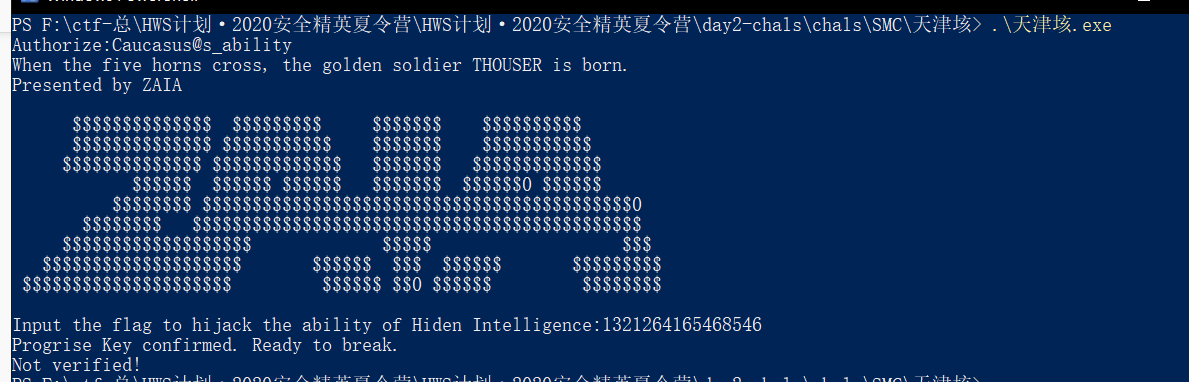 PS F:\ctf-总\HWS计划·2020安全精英夏令营\HWS计划·2020安全精英夏令营\day2-chals\chals\SMC\天津垓> .\天津垓.exe
Authorize:Caucasus@s_ability
When the five horns cross, the golden soldier THOUSER is born.
Presented by ZAIA
      $$$$$$$$$$$$$$  $$$$$$$$$     $$$$$$$    $$$$$$$$$$
      $$$$$$$$$$$$$$ $$$$$$$$$$$    $$$$$$$    $$$$$$$$$$$
     $$$$$$$$$$$$$$ $$$$$$$$$$$$$   $$$$$$$   $$$$$$$$$$$$$
            $$$$$$  $$$$$$ $$$$$$   $$$$$$$  $$$$$$O $$$$$$
          $$$$$$$$ $$$$$$$$$$$$$$$$$$$$$$$$$$$$$$$$$$$$$$$$$$$O
       $$$$$$$$   $$$$$$$$$$$$$$$$$$$$$$$$$$$$$$$$$$$$$$$$$$$$$
     $$$$$$$$$$$$$$$$$$$             $$$$$                   $$$
   $$$$$$$$$$$$$$$$$$$$       $$$$$$  $$$  $$$$$$       $$$$$$$$$
 $$$$$$$$$$$$$$$$$$$$$         $$$$$$ $$O $$$$$$         $$$$$$$$
Input the flag to hijack the ability of Hiden Intelligence:1321264165468546
Progrise Key confirmed. Ready to break.
Not verified!